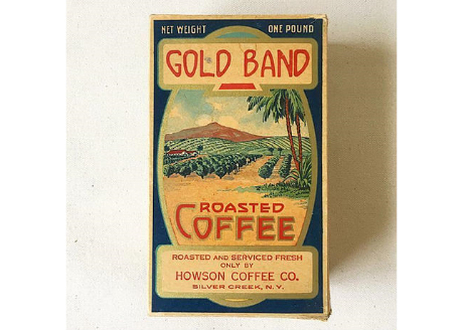 NET WEIGHT ONE POUND
GOLD BAND
ROASTED
COFFEE
ROASTED AND SERVICED FRESH
ONLY BY
HOWSON COFFEE CO.
SILVER CREEK, N.Y.